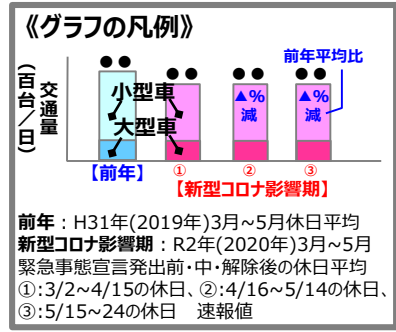 《グラフの凡例》
前年平均比
●● ●● ●● ●●
交通量
(百台/日)
小型車
大型車
▲%減
▲%減
【前年】
① ② ③
【新型コロナ影響期】
前年：H31年(2019年)3月~5月休日平均
新型コロナ影響期：R2年(2020年)3月~5月
緊急事態宣言発出前・中・解除後の休日平均
①:3/2~4/15の休日、②:4/16~5/14の休日、
③:5/15~24の休日　速報値